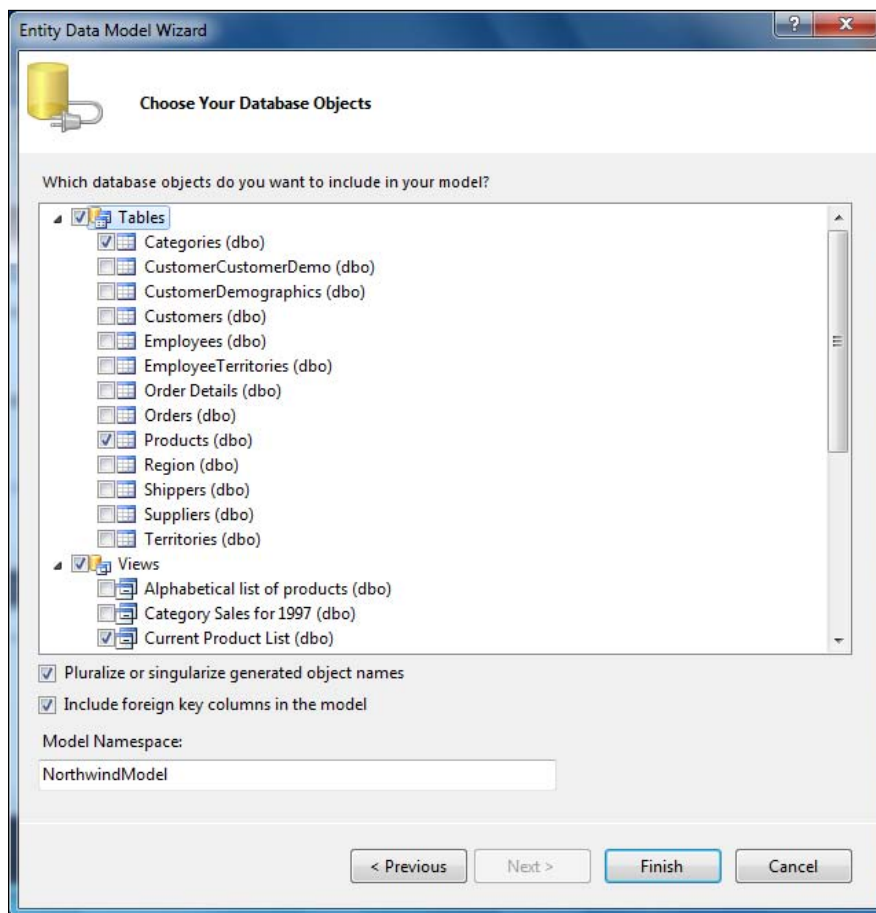 Entity Data Model Wizard
Choose Your Database Objects
Which database objects do you want to include in your model?
Tables
Categories (dbo)
CustomerCustomerDemo (dbo)
CustomerDemographics (dbo)
Customers (dbo)
Employees (dbo)
EmployeeTerritories (dbo)
Order Details (dbo)
Orders (dbo)
Products (dbo)
Region (dbo)
Shippers (dbo)
Suppliers (dbo)
Territories (dbo)
Views
Alphabetical list of products (dbo)
Category Sales for 1997 (dbo)
Current Product List (dbo)
Pluralize or singularize generated object names
Include foreign key columns in the model
Model Namespace:
NorthwindModel
< Previous Next > Finish Cancel